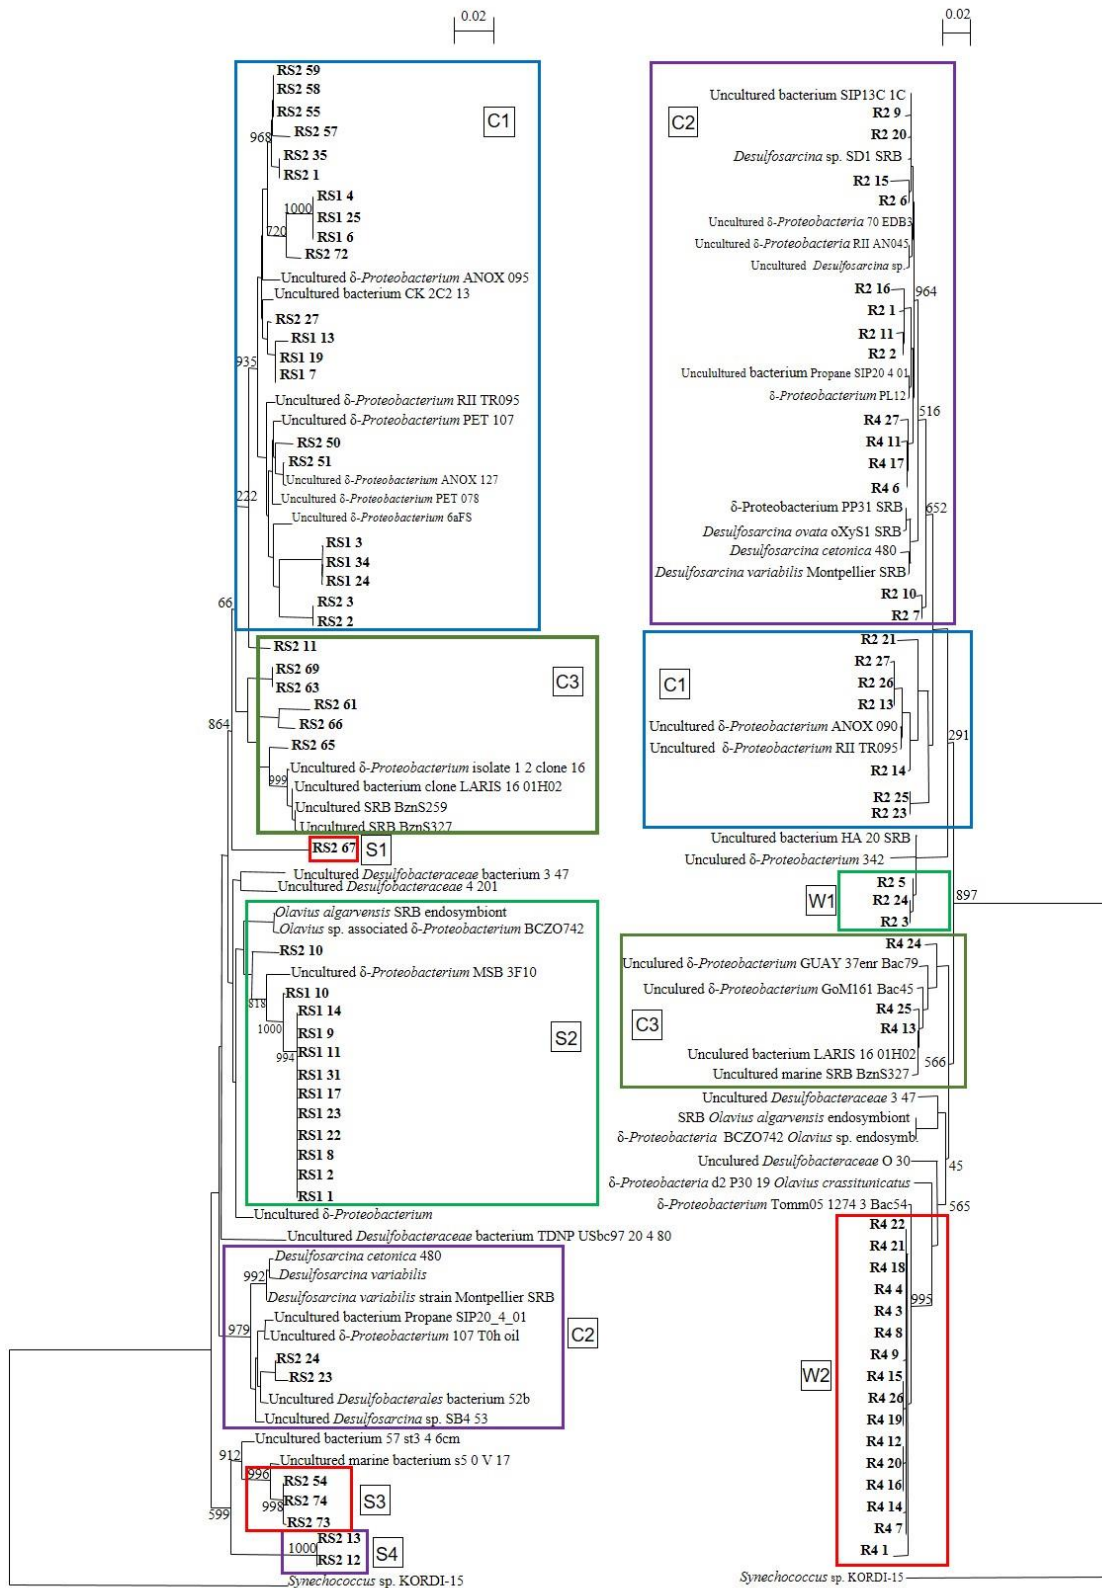 0.02
RS2 59
RS2 58
RS2 55
RS2 57
968
RS2 35
RS2 1
RS1 4
1000
RS1 25
RS1 6
720
RS2 72
Uncultured δ-Proteobacterium ANOX 095
Uncultured bacterium CK 2C2 13
RS2 27
RS1 13
RS1 19
RS1 7
935
Uncultured δ-Proteobacterium RII TR095
Uncultured δ-Proteobacterium PET 107
RS2 50
RS2 51
Uncultured δ-Proteobacterium ANOX 127
Uncultured δ-Proteobacterium PET 078
222
Uncultured δ-Proteobacterium 6aFS
RS1 3
RS1 34
RS1 24
RS2 3
RS2 2
C1
66
RS2 11
RS2 69
RS2 63
RS2 61
RS2 66
RS2 65
C3
864
Uncultured δ-Proteobacterium isolate 1 2 clone 16
999
Uncultured bacterium clone LARIS 16 01H02
Uncultured SRB BznS259
Uncultured SRB BznS327
RS2 67
S1
Uncultured Desulfobacteraceae bacterium 3 47
Uncultured Desulfobacteraceae 4 201
Olavius algarvensis SRB endosymbiont
Olavius sp. associated δ-Proteobacterium BCZO742
RS2 10
Uncultured δ-Proteobacterium MSB 3F10
818
RS1 10
RS1 14
1000
RS1 9
994
RS1 11
RS1 31
RS1 17
RS1 23
RS1 22
RS1 8
RS1 2
RS1 1
S2
Uncultured δ-Proteobacterium
Uncultured Desulfobacteraceae bacterium TDNP USbc97 20 4 80
Desulfosarcina cetonica 480
992
Desulfosarcina variabilis
Desulfosarcina variabilis strain Montpellier SRB
Uncultured bacterium Propane SIP20_4_01
979
Uncultured δ-Proteobacterium 107 T0h oil
C2
RS2 24
RS2 23
Uncultured Desulfobacterales bacterium 52b
Uncultured Desulfosarcina sp. SB4 53
Uncultured bacterium 57 st3 4 6cm
912
Uncultured marine bacterium s5 0 V 17
996
RS2 54
RS2 74
998
RS2 73
S3
599
RS2 13
1000
RS2 12
S4
Synechococcus sp. KORDI-15
0.02
Uncultured bacterium SIP13C 1C
R2 9
R2 20
Desulfosarcina sp. SD1 SRB
R2 15
R2 6
C2
Uncultured δ-Proteobacteria 70 EDB3
Uncultured δ-Proteobacteria RII AN045
Uncultured Desulfosarcina sp.
R2 16
964
R2 1
R2 11
R2 2
Unculultured bacterium Propane SIP20 4 01
δ-Proteobacterium PL12
516
R4 27
R4 11
R4 17
R4 6
δ-Proteobacterium PP31 SRB
652
Desulfosarcina ovata oXyS1 SRB
Desulfosarcina cetonica 480
Desulfosarcina variabilis Montpellier SRB
R2 10
R2 7
R2 21
R2 27
R2 26
R2 13
C1
Uncultured δ-Proteobacterium ANOX 090
291
Uncultured δ-Proteobacterium RII TR095
R2 14
R2 25
R2 23
Uncultured bacterium HA 20 SRB
Unculured δ-Proteobacterium 342
R2 5
R2 24
R2 3
W1
897
R4 24
Unculured δ-Proteobacterium GUAY 37enr Bac79
Unculured δ-Proteobacterium GoM161 Bac45
R4 25
R4 13
C3
Unculured bacterium LARIS 16 01H02
566
Uncultured marine SRB BznS327
Uncultured Desulfobacteraceae 3 47
SRB Olavius algarvensis endosymbiont
δ-Proteobacteria BCZO742 Olavius sp. endosymb.
Unculured Desulfobacteraceae O 30
45
δ-Proteobacteria d2 P30 19 Olavius crassitunicatus
δ-Proteobacterium Tomm05 1274 3 Bac54
565
R4 22
R4 21
R4 18
R4 4
995
R4 3
R4 8
R4 9
R4 15
W2
R4 26
R4 19
R4 12
R4 20
R4 16
R4 14
R4 7
R4 1
Synechococcus sp. KORDI-15